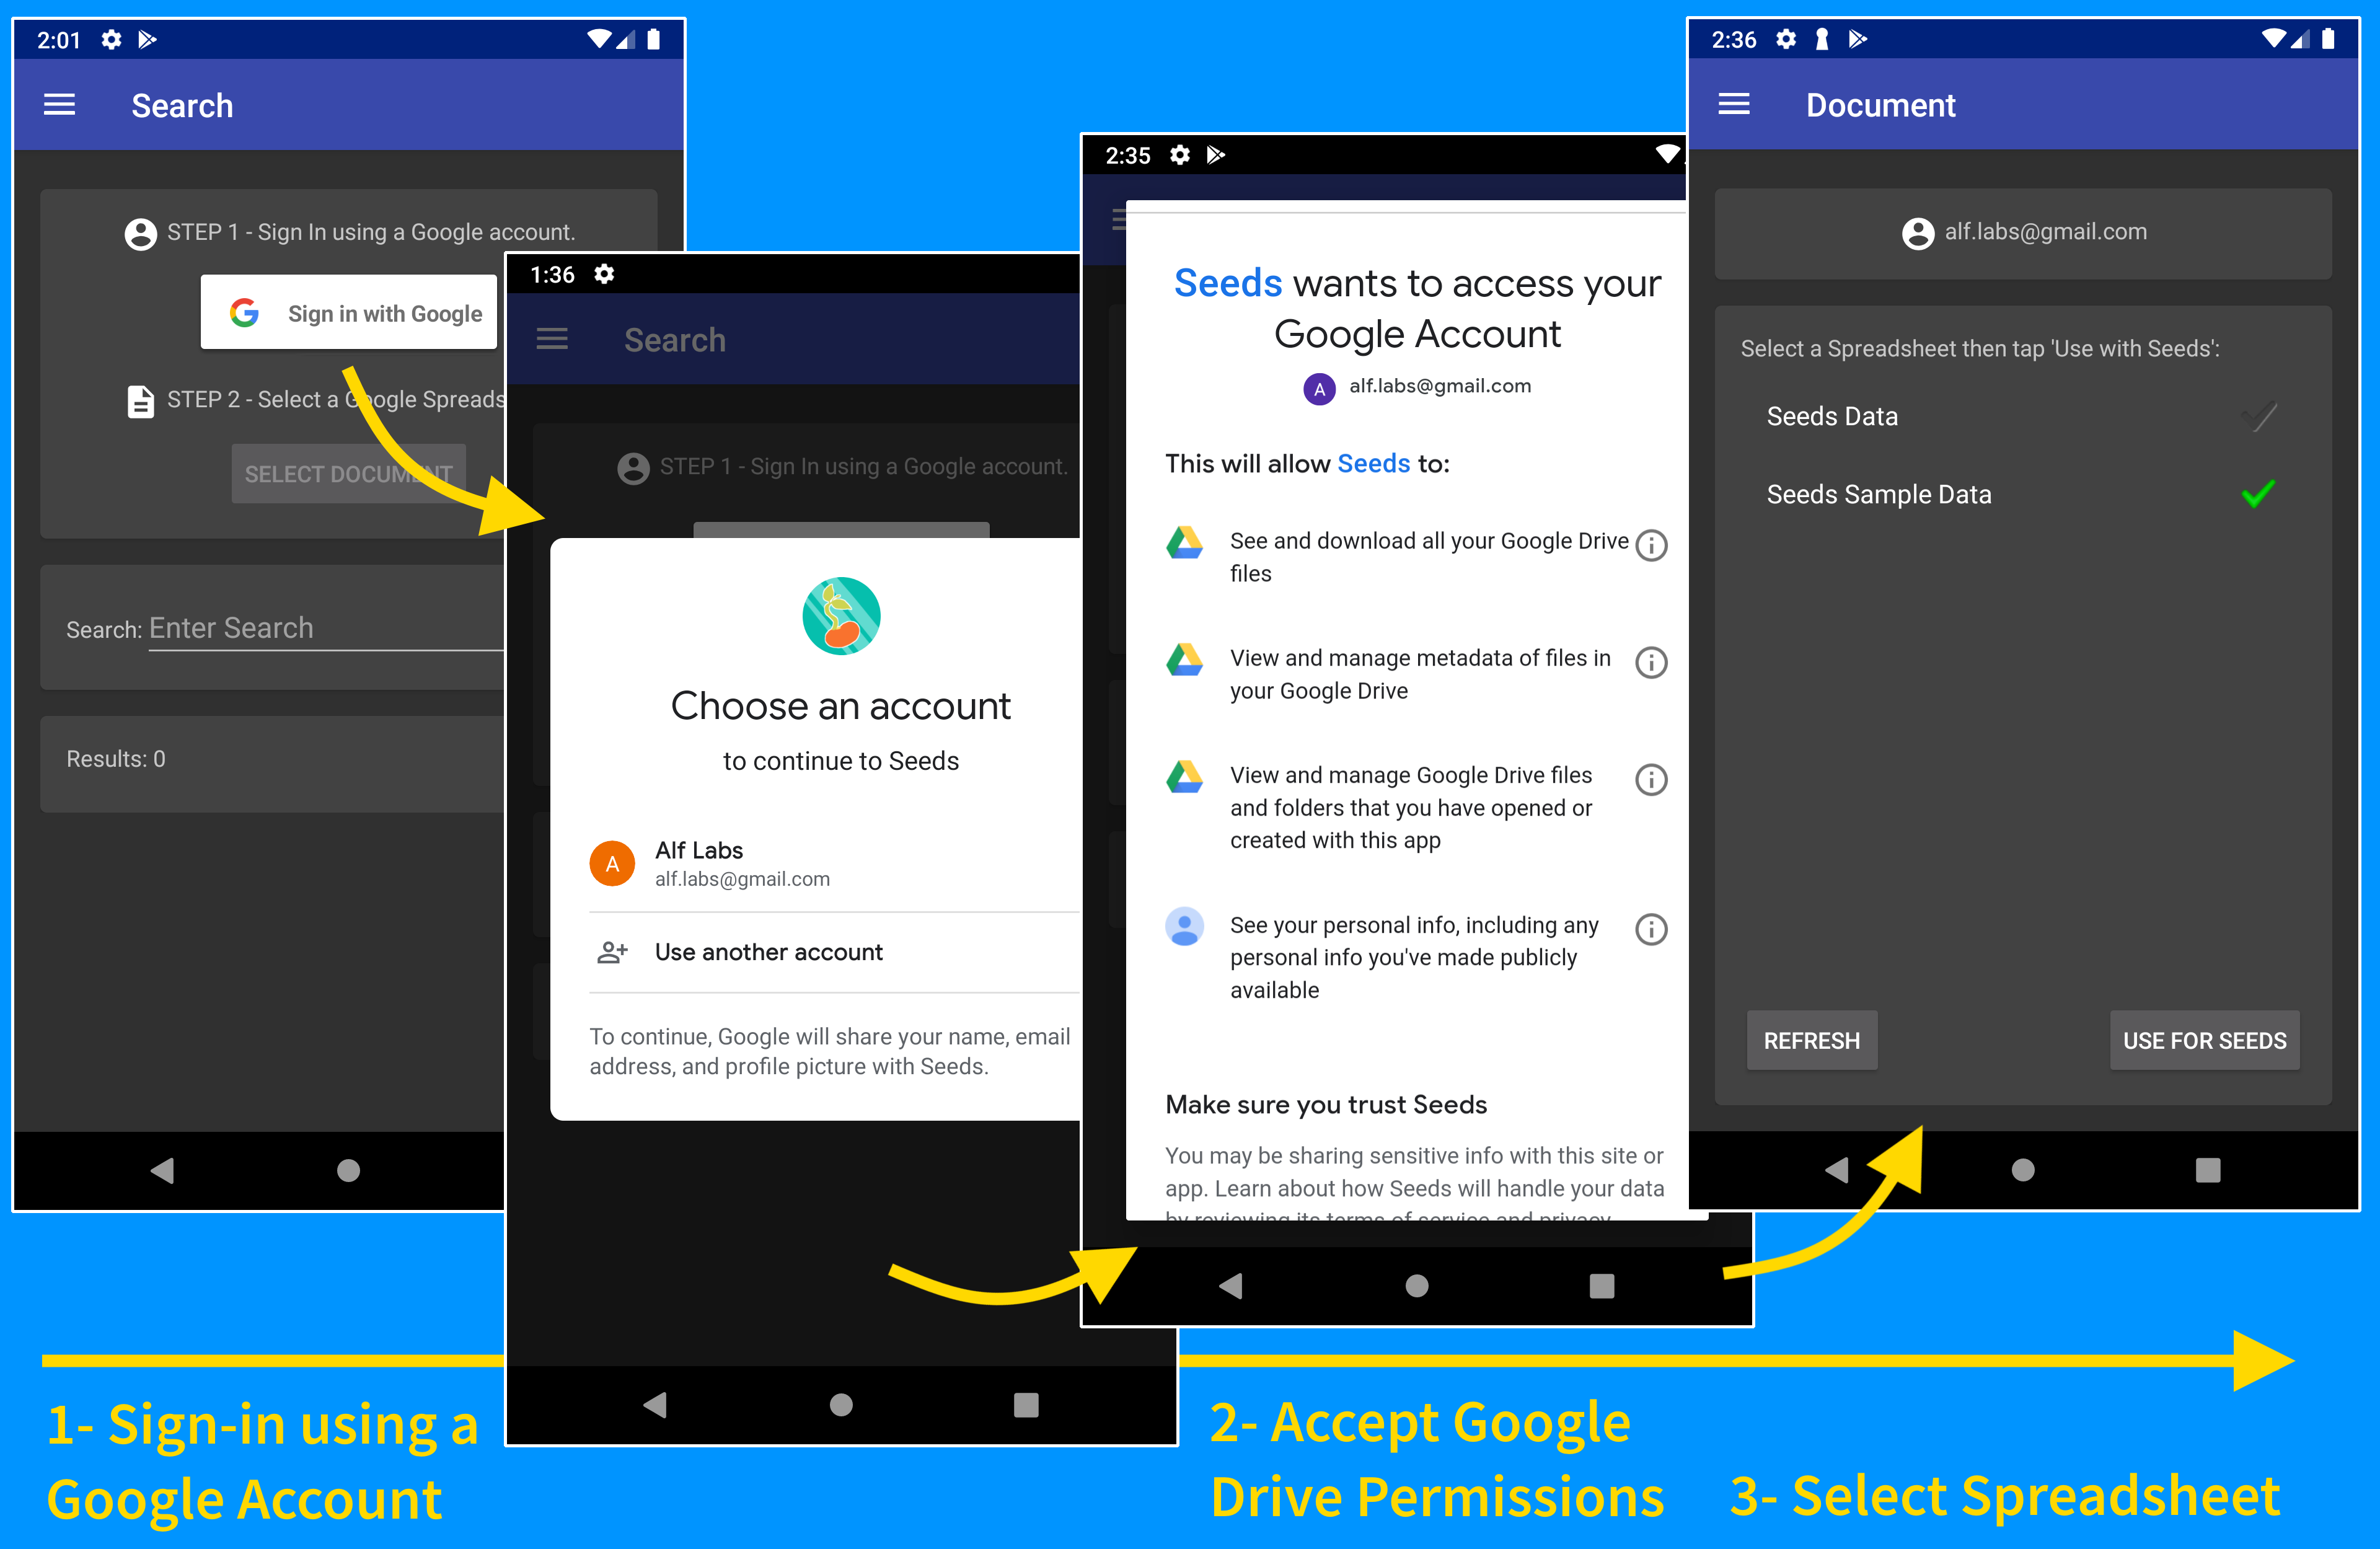 2:01
Search
STEP 1 - Sign In using a Google account.
Sign in with Google
STEP 2 - Select a Google Spreads
SELECT DOCUMENT
Search: Enter Search
Results: 0
1:36
Search
STEP 1 - Sign In using a Google account.
Choose an account
to continue to Seeds
A
Alf Labs
alf.labs@gmail.com
Use another account
To continue, Google will share your name, email
address, and profile picture with Seeds.
2:35
Seeds wants to access your
Google Account
A alf.labs@gmail.com
This will allow Seeds to:
See and download all your Google Drive
files
View and manage metadata of files in
your Google Drive
View and manage Google Drive files
and folders that you have opened or
created with this app
See your personal info, including any
personal info you've made publicly
available
Make sure you trust Seeds
You may be sharing sensitive info with this site or
app. Learn about how Seeds will handle your data
by reviewing its terms of service and privacy
2:36
Document
alf.labs@gmail.com
Select a Spreadsheet then tap 'Use with Seeds':
Seeds Data
Seeds Sample Data
REFRESH
USE FOR SEEDS
1- Sign-in using a
Google Account
2- Accept Google
Drive Permissions
3- Select Spreadsheet